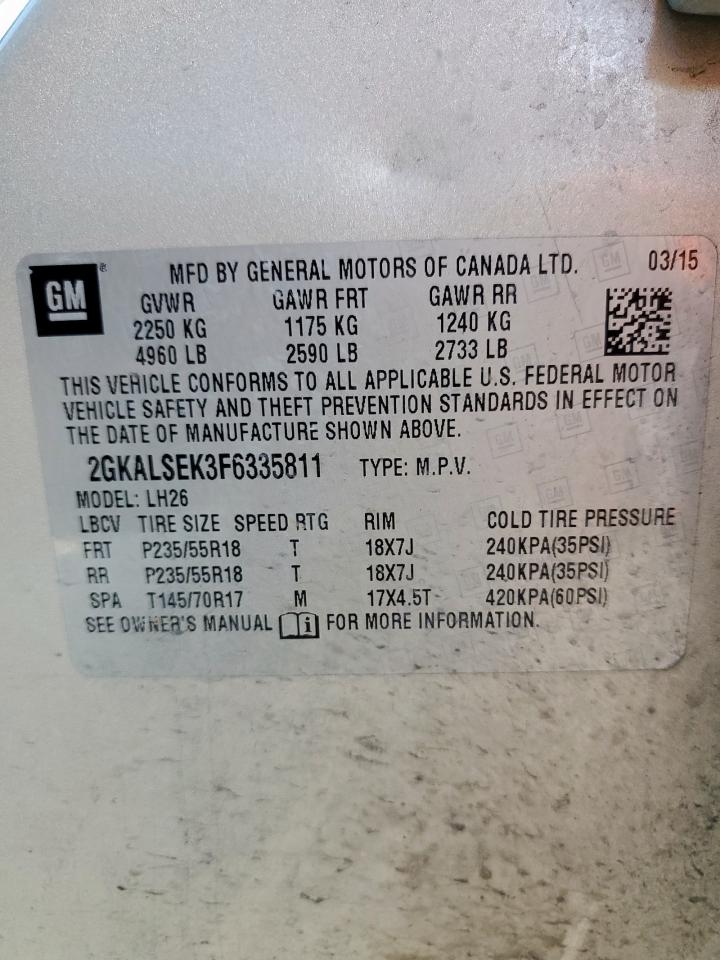 GM® MFD BY GENERAL MOTORS OF CANADA LTD. 03/15
GVWR GAWR FRT GAWR RR
2250 KG 1175 KG 1240 KG
4960 LB 2590 LB 2733 LB
THIS VEHICLE CONFORMS TO ALL APPLICABLE U.S. FEDERAL MOTOR
VEHICLE SAFETY AND THEFT PREVENTION STANDARDS IN EFFECT ON
THE DATE OF MANUFACTURE SHOWN ABOVE.
2GKALSEK3F6335811 TYPE: M.P.V.
MODEL: LH26
LBCV TIRE SIZE SPEED RTG RIM COLD TIRE PRESSURE
FRT P235/55R18 T 18X7J 240KPA(35PSI)
RR P235/55R18 T 18X7J 240KPA(35PSI)
SPA T145/70R17 M 17X4.5T 420KPA(60PSI)
SEE OWNER'S MANUAL i FOR MORE INFORMATION.